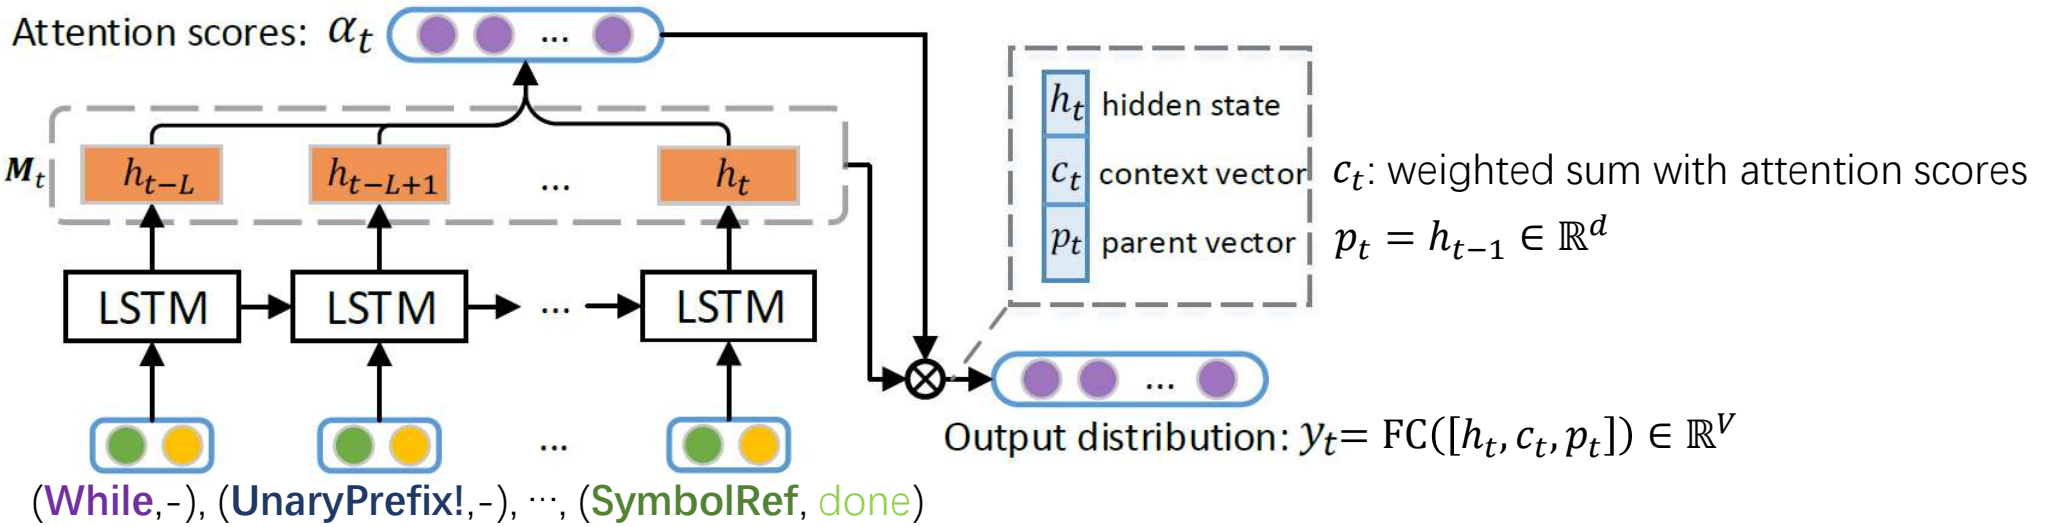 Attention scores: αₜ
...
Mₜ
hₜ₋L hₜ₋L₊₁ ... hₜ
LSTM LSTM ... LSTM
...
(While,-), (UnaryPrefix!,-), ···, (SymbolRef, done)
hₜ hidden state
cₜ context vector
pₜ parent vector
cₜ: weighted sum with attention scores
pₜ = hₜ₋₁ ∈ ℝᵈ
...
Output distribution: yₜ= FC([hₜ, cₜ, pₜ]) ∈ ℝⱽ